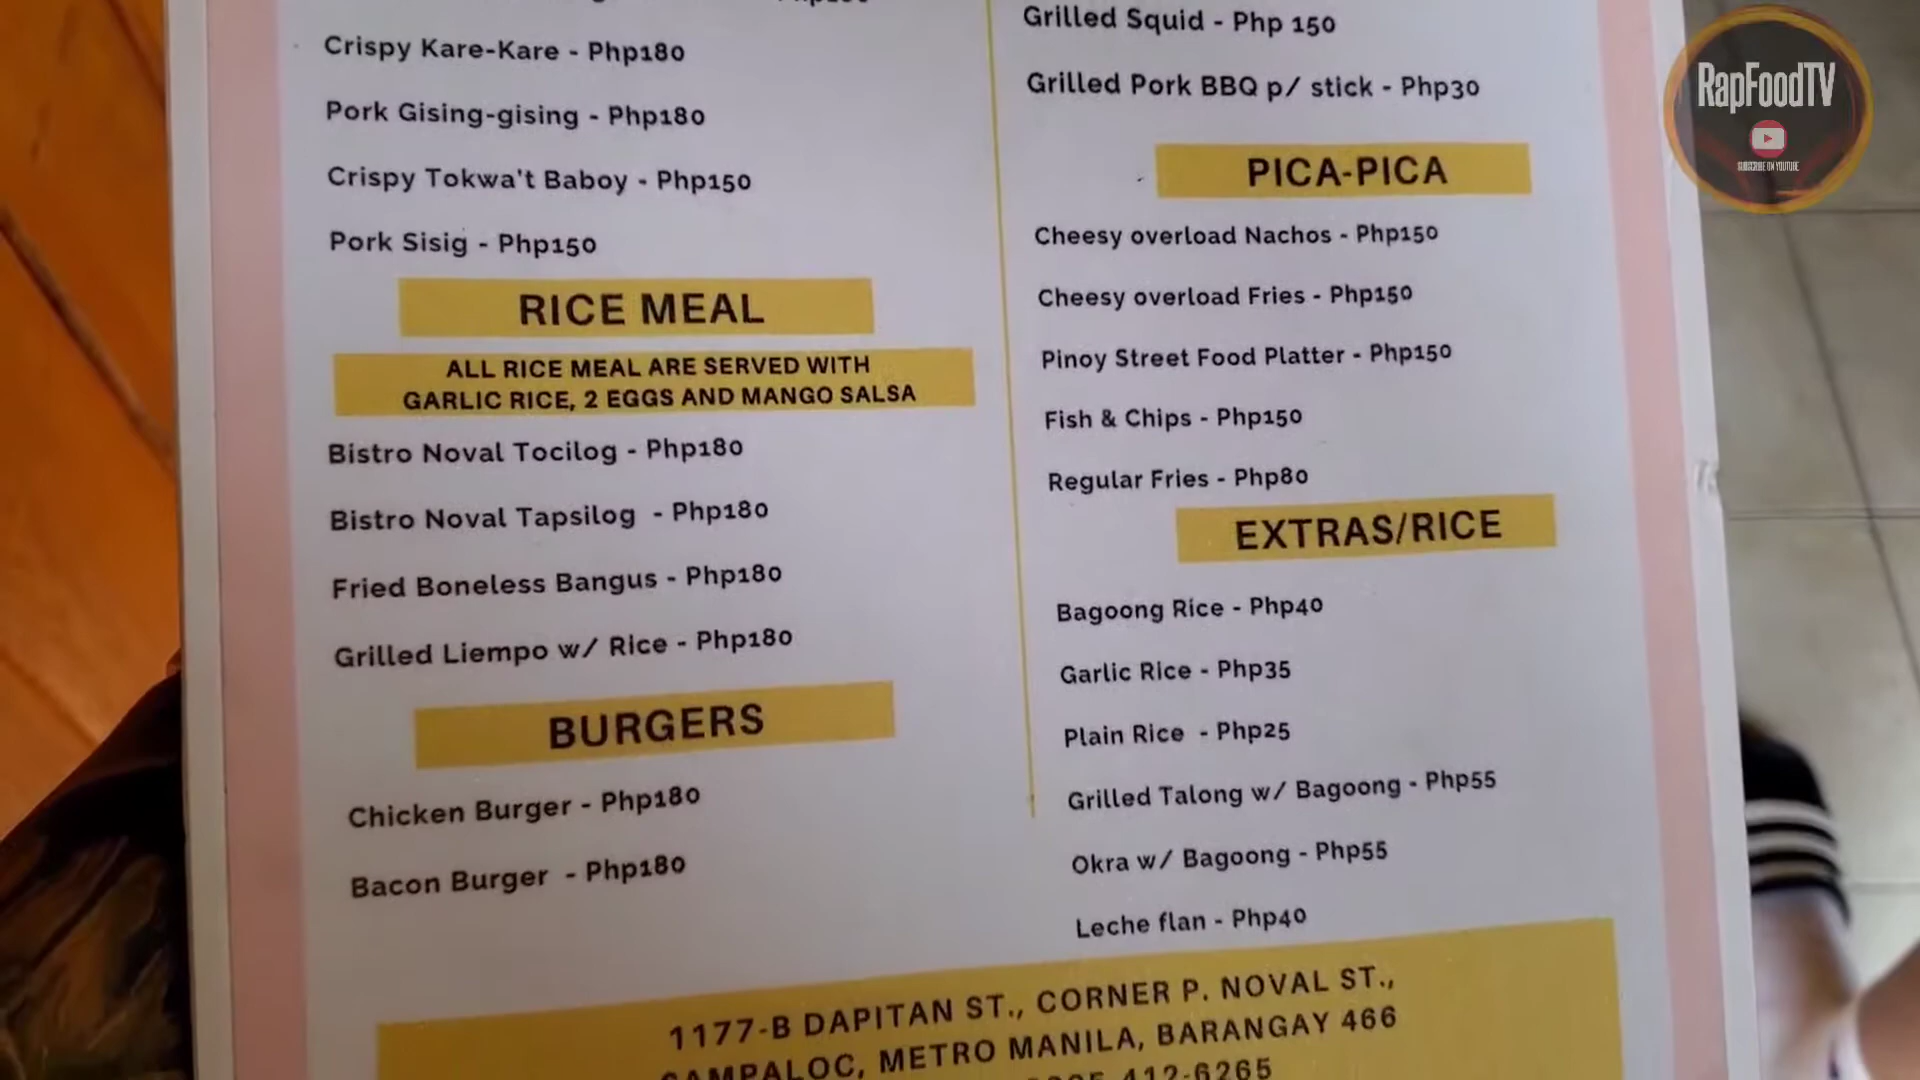 Crispy Kare-Kare - Php180
Pork Gising-gising - Php180
Crispy Tokwa't Baboy - Php150
Pork Sisig - Php150
RICE MEAL
ALL RICE MEAL ARE SERVED WITH
GARLIC RICE, 2 EGGS AND MANGO SALSA
Bistro Noval Tocilog - Php180
Bistro Noval Tapsilog - Php180
Fried Boneless Bangus - Php180
Grilled Liempo w/ Rice - Php180
BURGERS
Chicken Burger - Php180
Bacon Burger - Php180
Grilled Squid - Php 150
Grilled Pork BBQ p/ stick - Php30
PICA-PICA
Cheesy overload Nachos - Php150
Cheesy overload Fries - Php150
Pinoy Street Food Platter - Php150
Fish & Chips - Php150
Regular Fries - Php80
EXTRAS/RICE
Bagoong Rice - Php40
Garlic Rice - Php35
Plain Rice - Php25
Grilled Talong w/ Bagoong - Php55
Okra w/ Bagoong - Php55
Leche flan - Php40
1177-B DAPITAN ST., CORNER P. NOVAL ST.,
SAMPALOC, METRO MANILA, BARANGAY 466
412-6265
RapFoodTV
SUBSCRIBE ON YOUTUBE